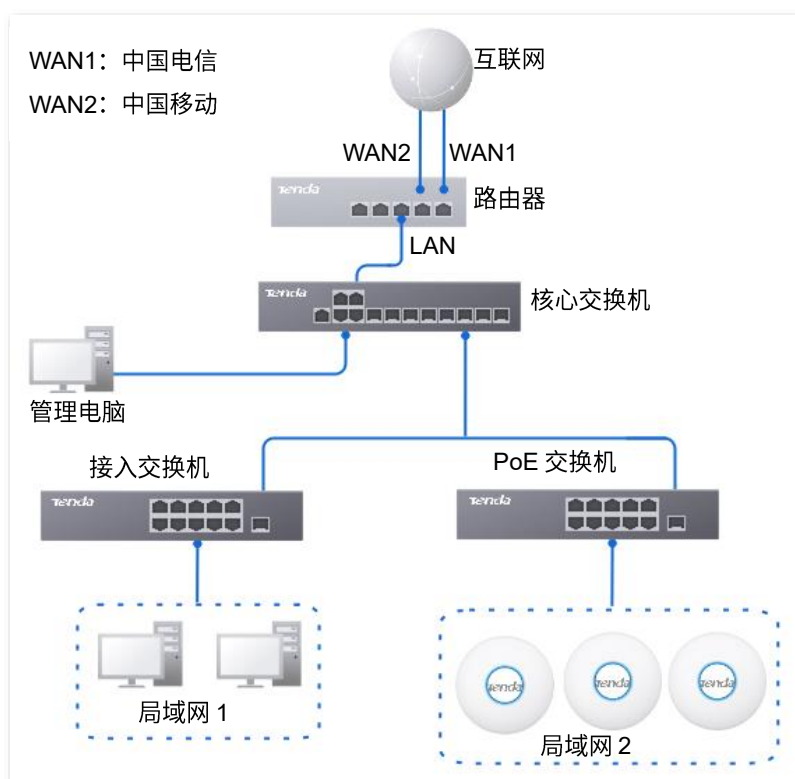 WAN1：中国电信
互联网
WAN2：中国移动
WAN2
WAN1
Tenda
路由器
LAN
Tenda
核心交换机
管理电脑
接入交换机
PoE 交换机
Tenda
Tenda
Tenda
Tenda
Tenda
局域网 1
局域网 2